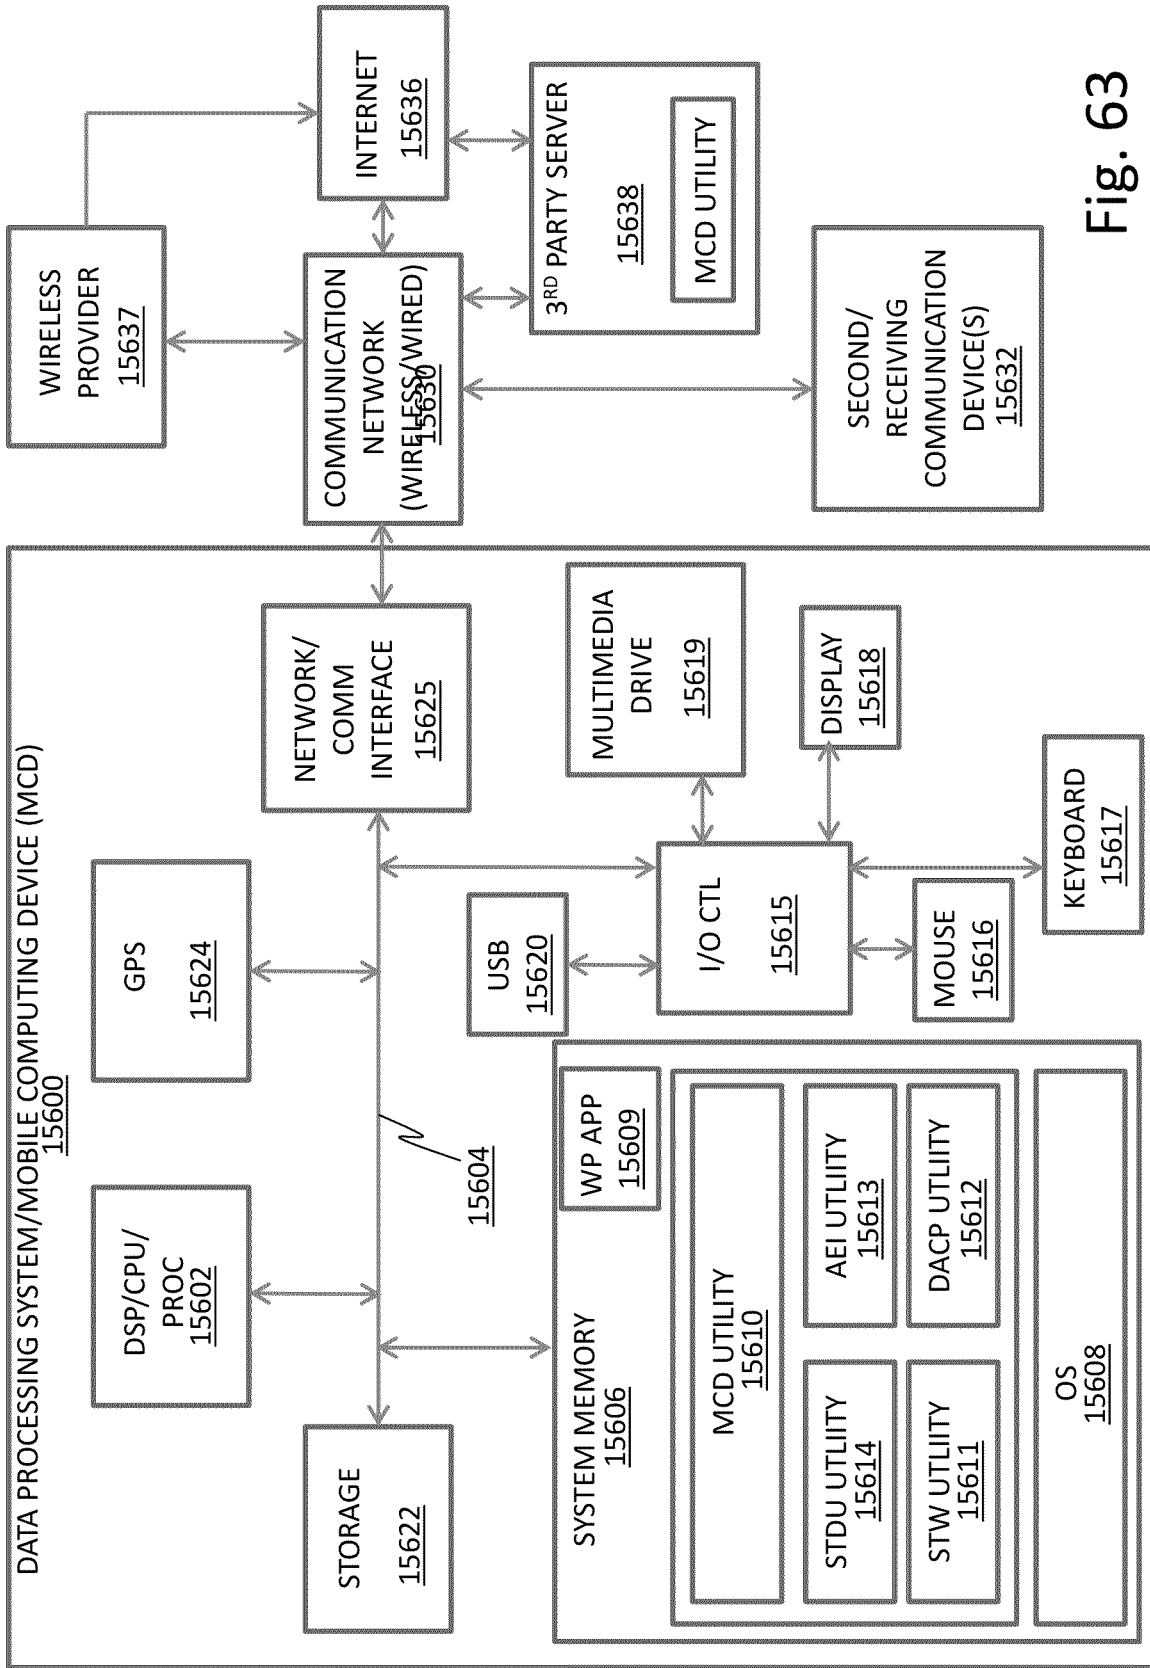 DATA PROCESSING SYSTEM/MOBILE COMPUTING DEVICE (MCD)
15600
DSP/CPU/
PROC
15602
GPS
15624
STORAGE
15622
15604
NETWORK/
COMM
INTERFACE
15625
SYSTEM MEMORY
15606
WP APP
15609
MCD UTILITY
15610
STDU UTLIITY
15614
AEI UTLIITY
15613
STW UTLIITY
15611
DACP UTLIITY
15612
OS
15608
USB
15620
I/O CTL
15615
MULTIMEDIA
DRIVE
15619
DISPLAY
15618
MOUSE
15616
KEYBOARD
15617
WIRELESS
PROVIDER
15637
COMMUNICATION
NETWORK
(WIRELESS/WIRED)
15630
INTERNET
15636
3RD PARTY SERVER
15638
MCD UTILITY
SECOND/
RECEIVING
COMMUNICATION
DEVICE(S)
15632
Fig. 63